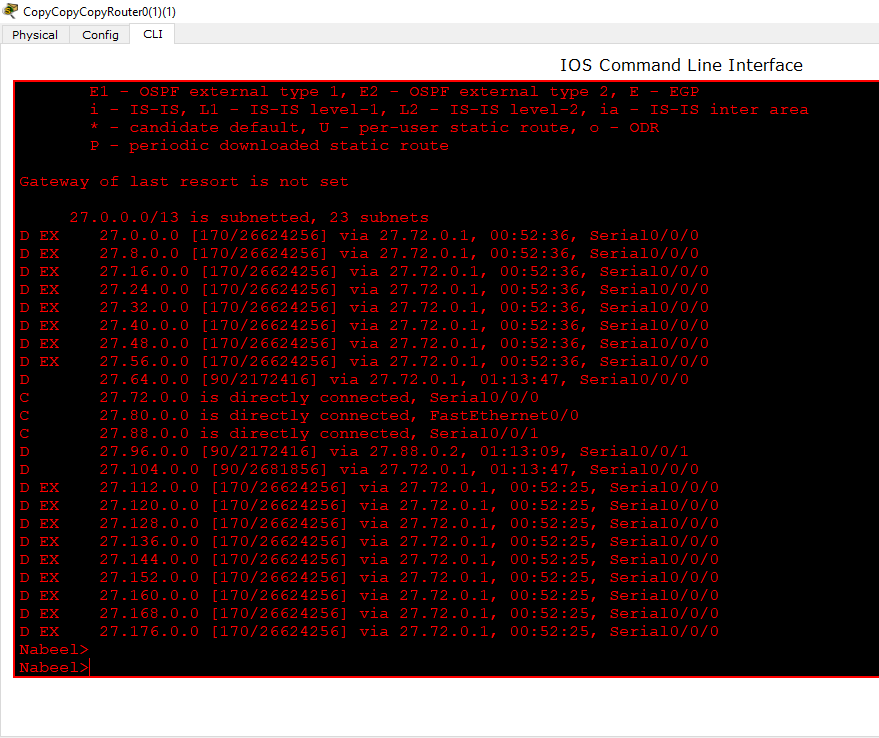 CopyCopyCopyRouter0(1)(1)
Physical Config CLI
IOS Command Line Interface
E1 - OSPF external type 1, E2 - OSPF external type 2, E - EGP
i - IS-IS, L1 - IS-IS level-1, L2 - IS-IS level-2, ia - IS-IS inter area
* - candidate default, U - per-user static route, o - ODR
P - periodic downloaded static route
Gateway of last resort is not set
27.0.0.0/13 is subnetted, 23 subnets
D EX 27.0.0.0 [170/26624256] via 27.72.0.1, 00:52:36, Serial0/0/0
D EX 27.8.0.0 [170/26624256] via 27.72.0.1, 00:52:36, Serial0/0/0
D EX 27.16.0.0 [170/26624256] via 27.72.0.1, 00:52:36, Serial0/0/0
D EX 27.24.0.0 [170/26624256] via 27.72.0.1, 00:52:36, Serial0/0/0
D EX 27.32.0.0 [170/26624256] via 27.72.0.1, 00:52:36, Serial0/0/0
D EX 27.40.0.0 [170/26624256] via 27.72.0.1, 00:52:36, Serial0/0/0
D EX 27.48.0.0 [170/26624256] via 27.72.0.1, 00:52:36, Serial0/0/0
D EX 27.56.0.0 [170/26624256] via 27.72.0.1, 00:52:36, Serial0/0/0
D 27.64.0.0 [90/2172416] via 27.72.0.1, 01:13:47, Serial0/0/0
C 27.72.0.0 is directly connected, Serial0/0/0
C 27.80.0.0 is directly connected, FastEthernet0/0
C 27.88.0.0 is directly connected, Serial0/0/1
D 27.96.0.0 [90/2172416] via 27.88.0.2, 01:13:09, Serial0/0/1
D 27.104.0.0 [90/2681856] via 27.72.0.1, 01:13:47, Serial0/0/0
D EX 27.112.0.0 [170/26624256] via 27.72.0.1, 00:52:25, Serial0/0/0
D EX 27.120.0.0 [170/26624256] via 27.72.0.1, 00:52:25, Serial0/0/0
D EX 27.128.0.0 [170/26624256] via 27.72.0.1, 00:52:25, Serial0/0/0
D EX 27.136.0.0 [170/26624256] via 27.72.0.1, 00:52:25, Serial0/0/0
D EX 27.144.0.0 [170/26624256] via 27.72.0.1, 00:52:25, Serial0/0/0
D EX 27.152.0.0 [170/26624256] via 27.72.0.1, 00:52:25, Serial0/0/0
D EX 27.160.0.0 [170/26624256] via 27.72.0.1, 00:52:25, Serial0/0/0
D EX 27.168.0.0 [170/26624256] via 27.72.0.1, 00:52:25, Serial0/0/0
D EX 27.176.0.0 [170/26624256] via 27.72.0.1, 00:52:25, Serial0/0/0
Nabeel>
Nabeel>